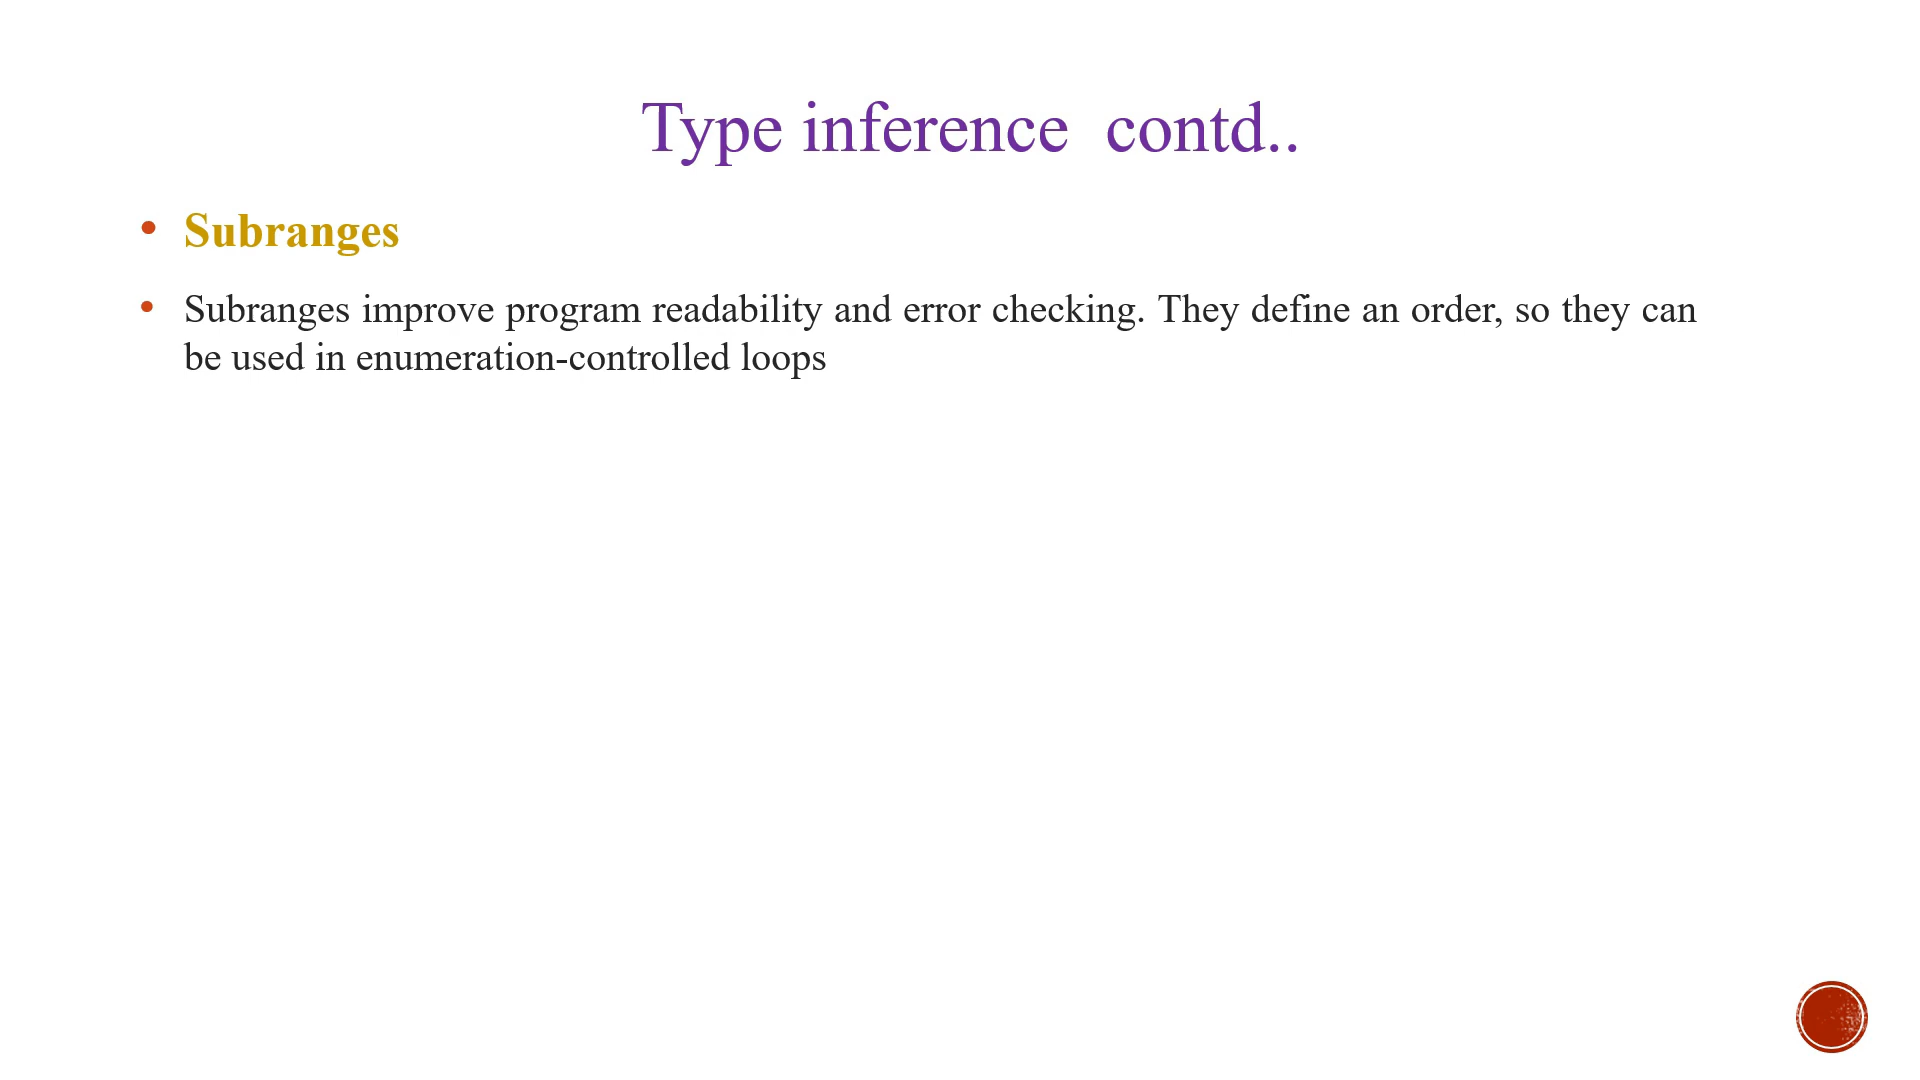 Type inference  contd..
• Subranges
• Subranges improve program readability and error checking. They define an order, so they can
be used in enumeration-controlled loops